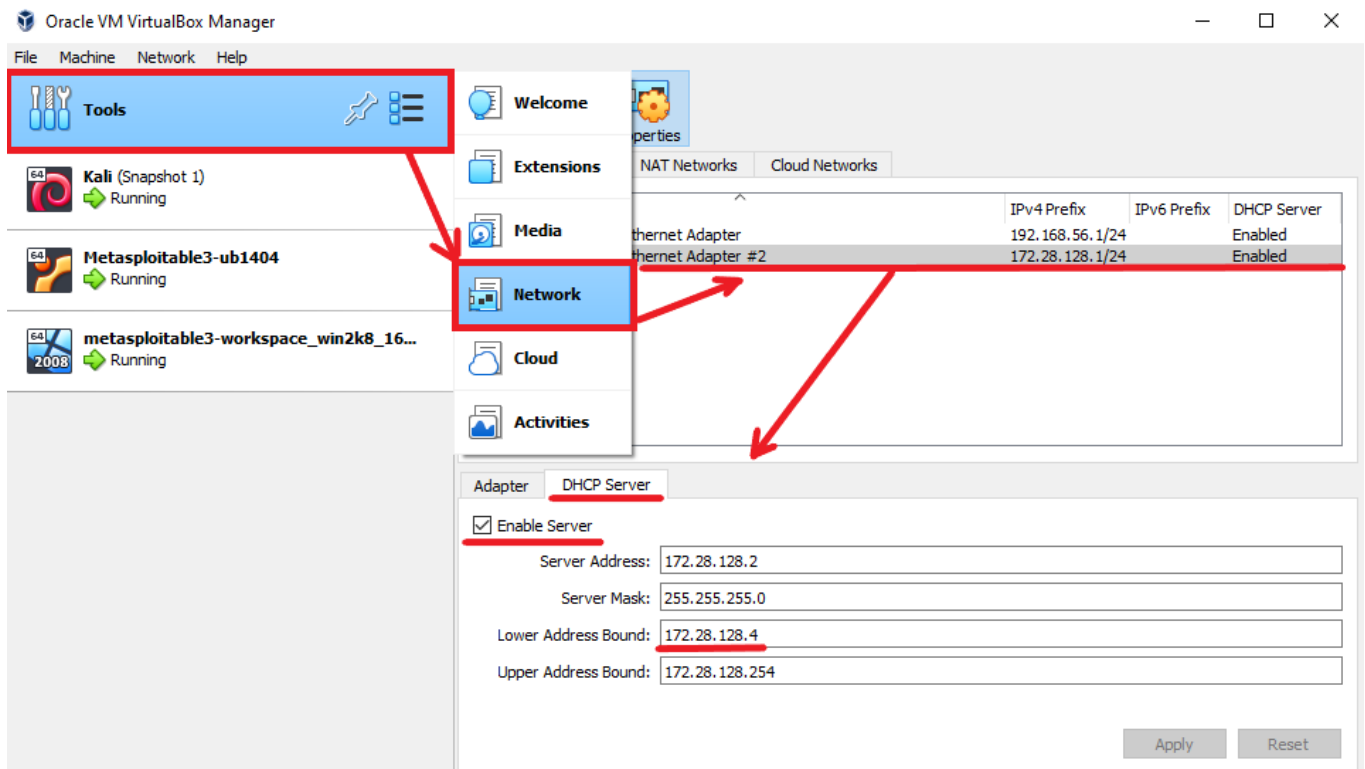 Oracle VM VirtualBox Manager
File Machine Network Help
Tools
64
Kali (Snapshot 1)
Running
64
Metasploitable3-ub1404
Running
64
2008
metasploitable3-workspace_win2k8_16...
Running
Welcome
Extensions
Media
Network
Cloud
Activities
perties
NAT Networks Cloud Networks
IPv4 Prefix IPv6 Prefix DHCP Server
thernet Adapter 192.168.56.1/24 Enabled
thernet Adapter #2 172.28.128.1/24 Enabled
Adapter DHCP Server
Enable Server
Server Address: 172.28.128.2
Server Mask: 255.255.255.0
Lower Address Bound: 172.28.128.4
Upper Address Bound: 172.28.128.254
Apply Reset